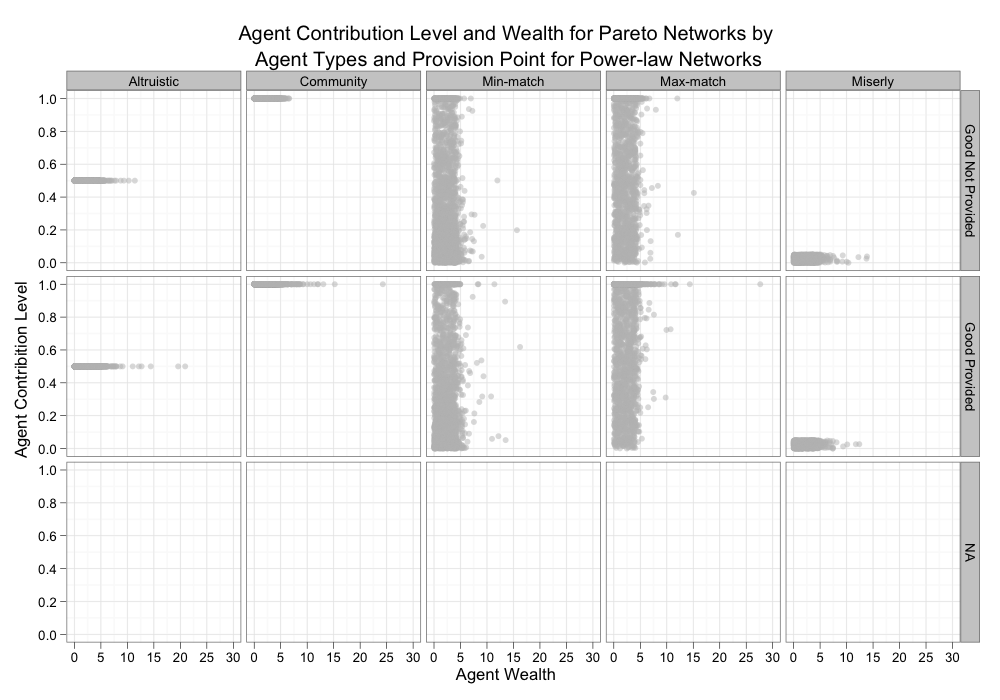 Agent Contribution Level and Wealth for Pareto Networks by
Agent Types and Provision Point for Power-law Networks
Altruistic Community Min-match Max-match Miserly
1.0
0.8
0.6
0.4
0.2
0.0
Good Not Provided
1.0
0.8
0.6
0.4
0.2
0.0
Good Provided
1.0
0.8
0.6
0.4
0.2
0.0
NA
Agent Contribition Level
0 5 10 15 20 25 30 0 5 10 15 20 25 30 0 5 10 15 20 25 30 0 5 10 15 20 25 30 0 5 10 15 20 25 30
Agent Wealth